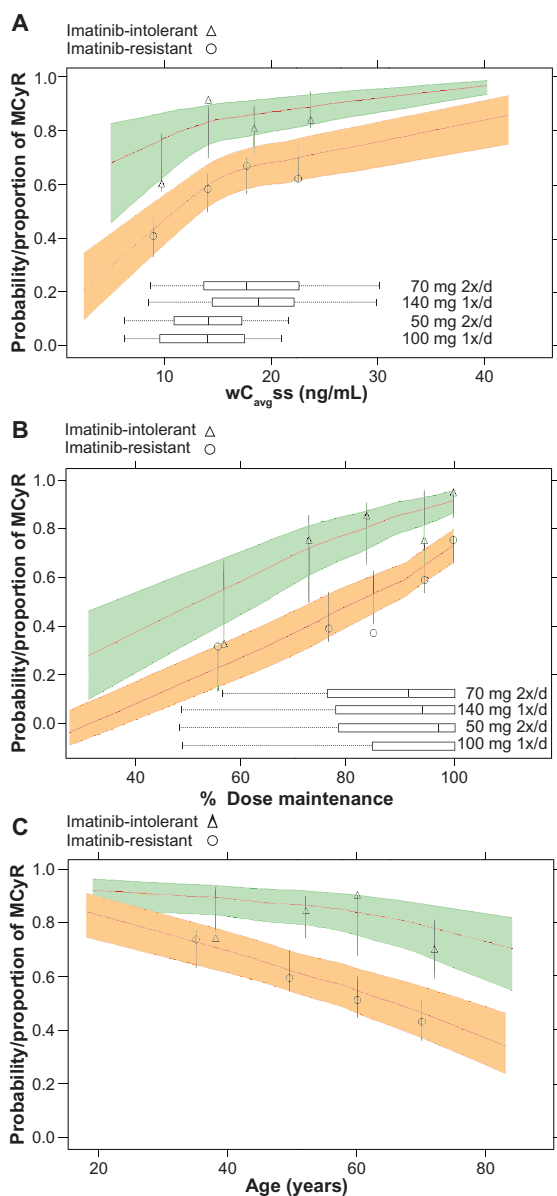 A
Imatinib-intolerant △
Imatinib-resistant ○
Probability/proportion of MCyR
1.0
0.8
0.6
0.4
0.2
0.0
70 mg 2x/d
140 mg 1x/d
50 mg 2x/d
100 mg 1x/d
10 20 30 40
wCavgss (ng/mL)
B
Imatinib-intolerant △
Imatinib-resistant ○
Probability/proportion of MCyR
1.0
0.8
0.6
0.4
0.2
0.0
70 mg 2x/d
140 mg 1x/d
50 mg 2x/d
100 mg 1x/d
40 60 80 100
% Dose maintenance
C
Imatinib-intolerant △
Imatinib-resistant ○
Probability/proportion of MCyR
1.0
0.8
0.6
0.4
0.2
0.0
20 40 60 80
Age (years)